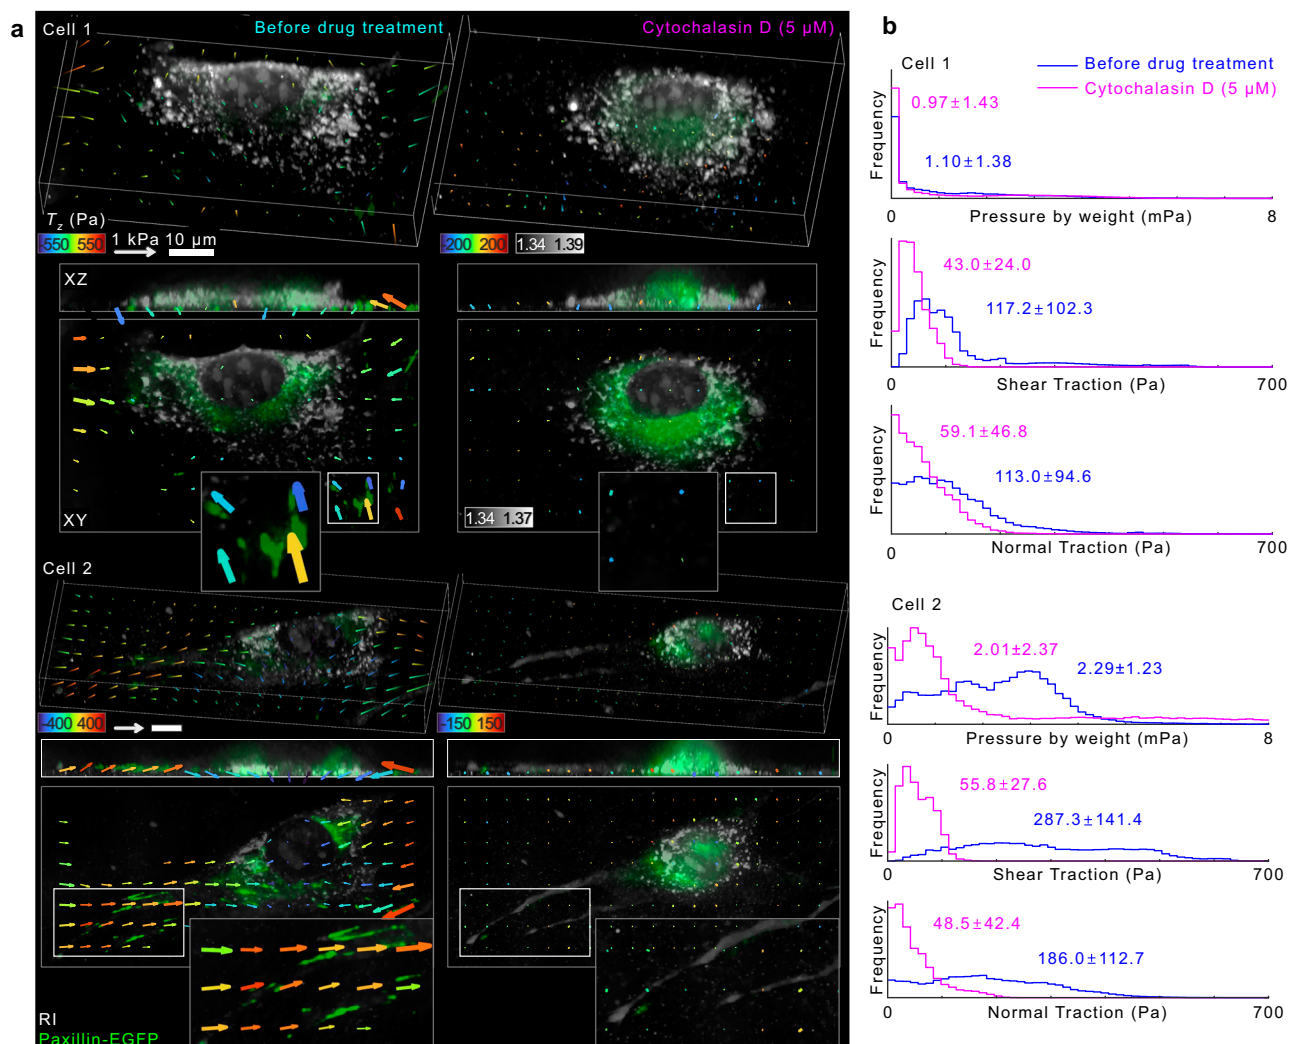 a
Cell 1
Before drug treatment
Cytochalasin D (5 µM)
Tz (Pa)
-550 550
1 kPa
10 µm
-200 200
1.34 1.39
XZ
XY
1.34 1.37
Cell 2
-400 400
-150 150
RI
Paxillin-EGFP
b
Cell 1
Before drug treatment
Cytochalasin D (5 µM)
Frequency
0.97±1.43
1.10±1.38
0
Pressure by weight (mPa)
8
Frequency
43.0±24.0
117.2±102.3
0
Shear Traction (Pa)
700
Frequency
59.1±46.8
113.0±94.6
0
Normal Traction (Pa)
700
Cell 2
Frequency
2.01±2.37
2.29±1.23
0
Pressure by weight (mPa)
8
Frequency
55.8±27.6
287.3±141.4
0
Shear Traction (Pa)
700
Frequency
48.5±42.4
186.0±112.7
0
Normal Traction (Pa)
700